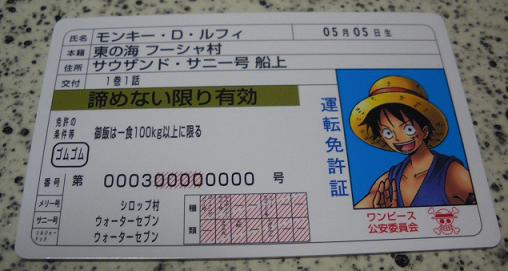 氏名 モンキー・D・ルフィ 05月05日生
本籍 東の海 フーシャ村
住所 サウザンド・サニー号 船上
交付 1巻1話
諦めない限り有効
免許の
条件等
御飯は一食100kg以上に限る
ゴムゴム
運転免許証
番号 第 000300000000 号
メリー号 シロップ村
サニー号 ウォーターセブン
ウォーターセブン
種類
ワンピース
公安委員会